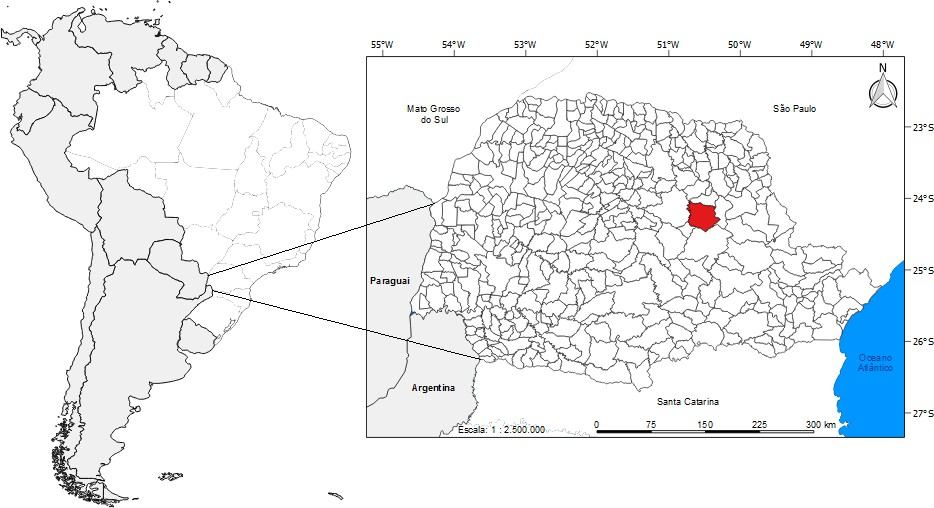 55°W 54°W 53°W 52°W 51°W 50°W 49°W 48°W
N
Mato Grosso
do Sul
São Paulo
23°S
24°S
25°S
26°S
27°S
Paraguai
Argentina
Oceano
Atlântico
Santa Catarina
Escala: 1 : 2.500.000
0 75 150 225 300 km